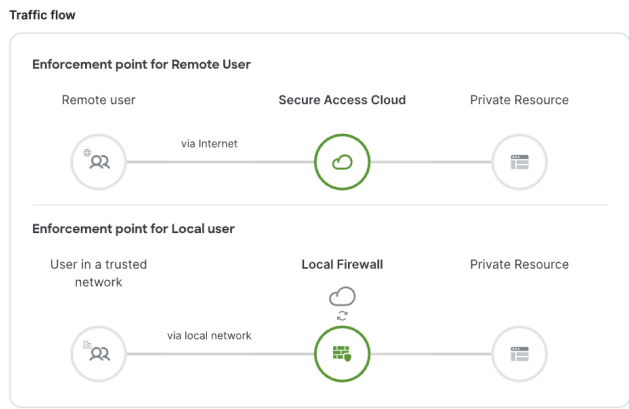 Traffic flow
Enforcement point for Remote User
Remote user
Secure Access Cloud
Private Resource
via Internet
Enforcement point for Local user
User in a trusted
network
Local Firewall
Private Resource
via local network